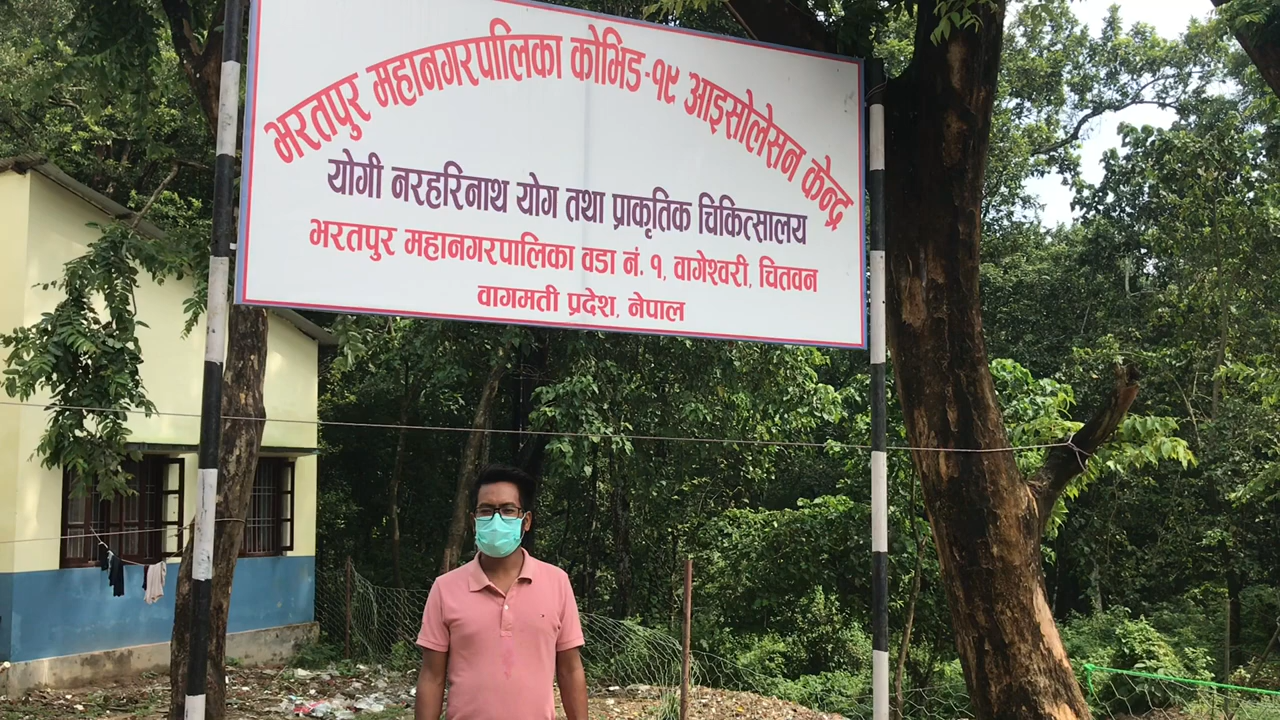 भरतपुर महानगरपालिका कोभिड-१९ आइसोलेसन केन्द्र
योगी नरहरिनाथ योग तथा प्राकृतिक चिकित्सालय
भरतपुर महानगरपालिका वडा नं. १, वागेश्वरी, चितवन
वागमती प्रदेश, नेपाल